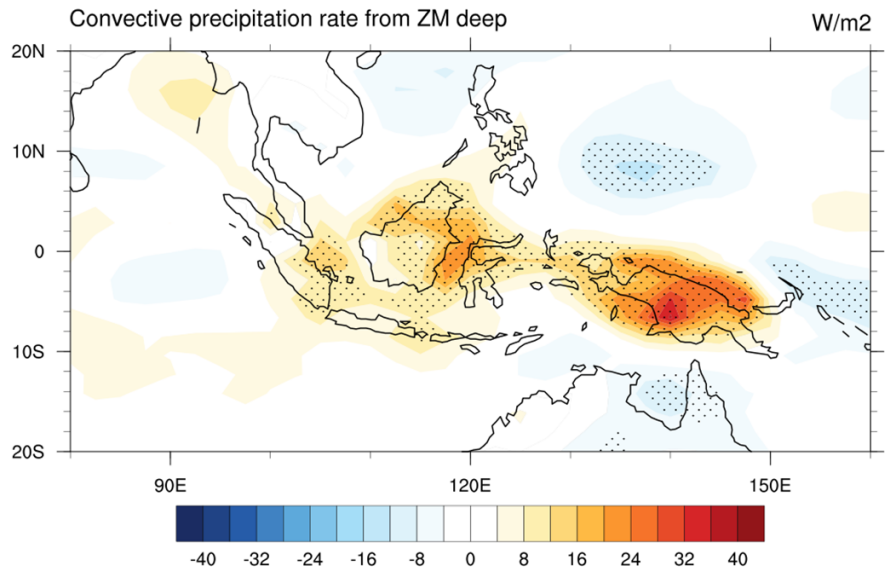 Convective precipitation rate from ZM deep W/m2
20N
10N
0
10S
20S
90E 120E 150E
-40 -32 -24 -16 -8 0 8 16 24 32 40